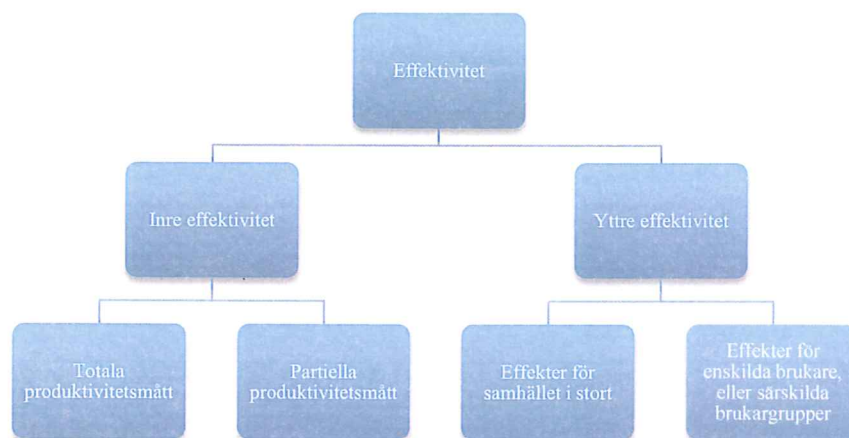 Effektivitet
Inre effektivitet
Yttre effektivitet
Totala
produktivitetsmått
Partiella
produktivitetsmått
Effekter för
samhället i stort
Effekter för
enskilda brukare,
eller särskilda
brukargrupper